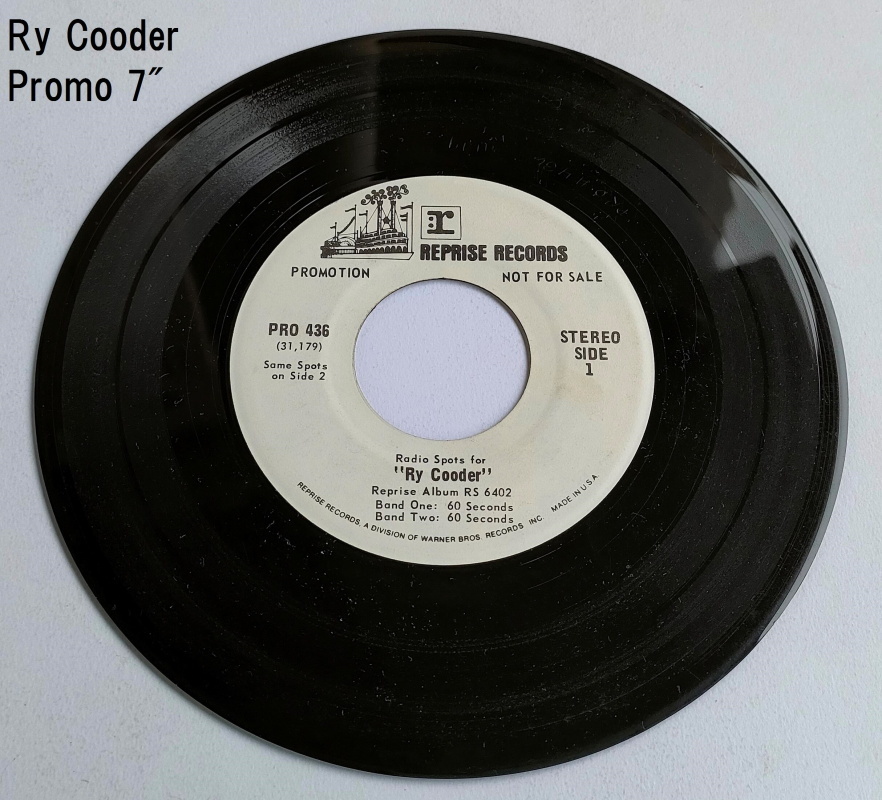 Ry Cooder
Promo 7″
r
REPRISE RECORDS
PROMOTION
NOT FOR SALE
PRO 436
(31,179)
Same Spots
on Side 2
STEREO
SIDE
1
Radio Spots for
"Ry Cooder"
Reprise Album RS 6402
Band One: 60 Seconds
Band Two: 60 Seconds
REPRISE RECORDS, A DIVISION OF WARNER BROS. RECORDS, INC. MADE IN U.S.A.